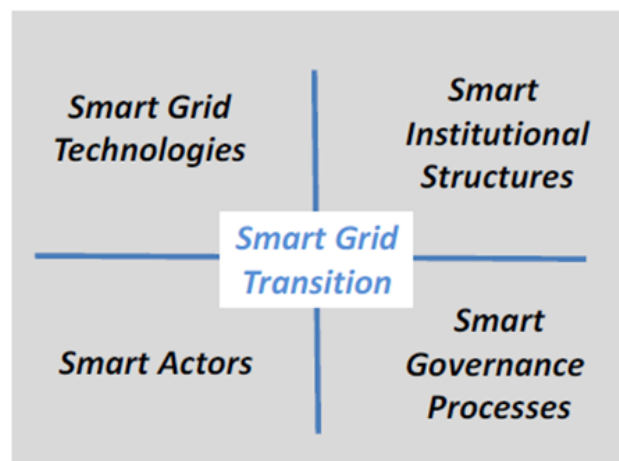 Smart Grid
Technologies
Smart
Institutional
Structures
Smart Grid
Transition
Smart Actors
Smart
Governance
Processes